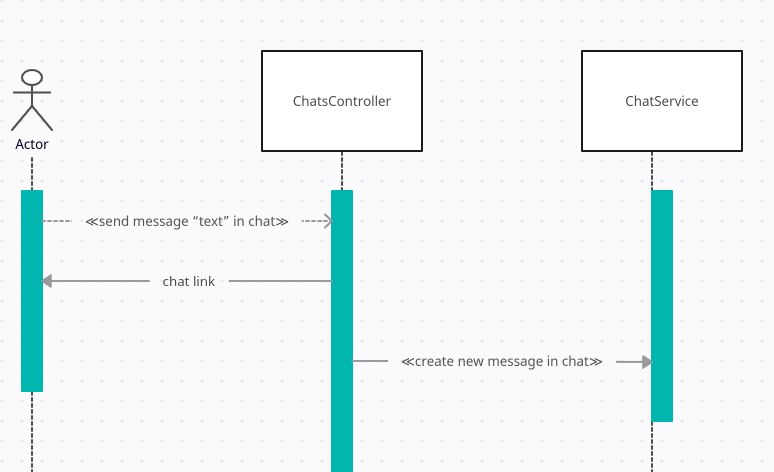 ChatsController
ChatService
Actor
≪send message “text” in chat≫
chat link
≪create new message in chat≫